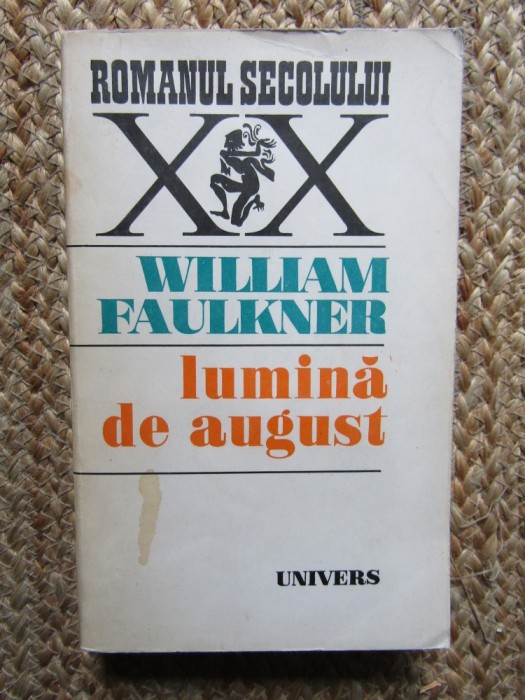 ROMANUL SECOLULUI
XX
WILLIAM
FAULKNER
lumină
de august
UNIVERS